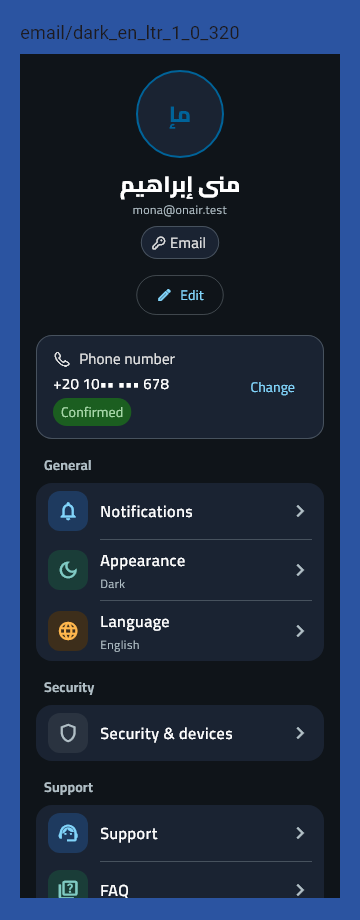 email/dark_en_ltr_1_0_320
مإ
منى إبراهيم
mona@onair.test
Email
Edit
Phone number
+20 10•• ••• 678
Change
Confirmed
General
Notifications
Appearance
Dark
Language
English
Security
Security & devices
Support
Support
FAQ